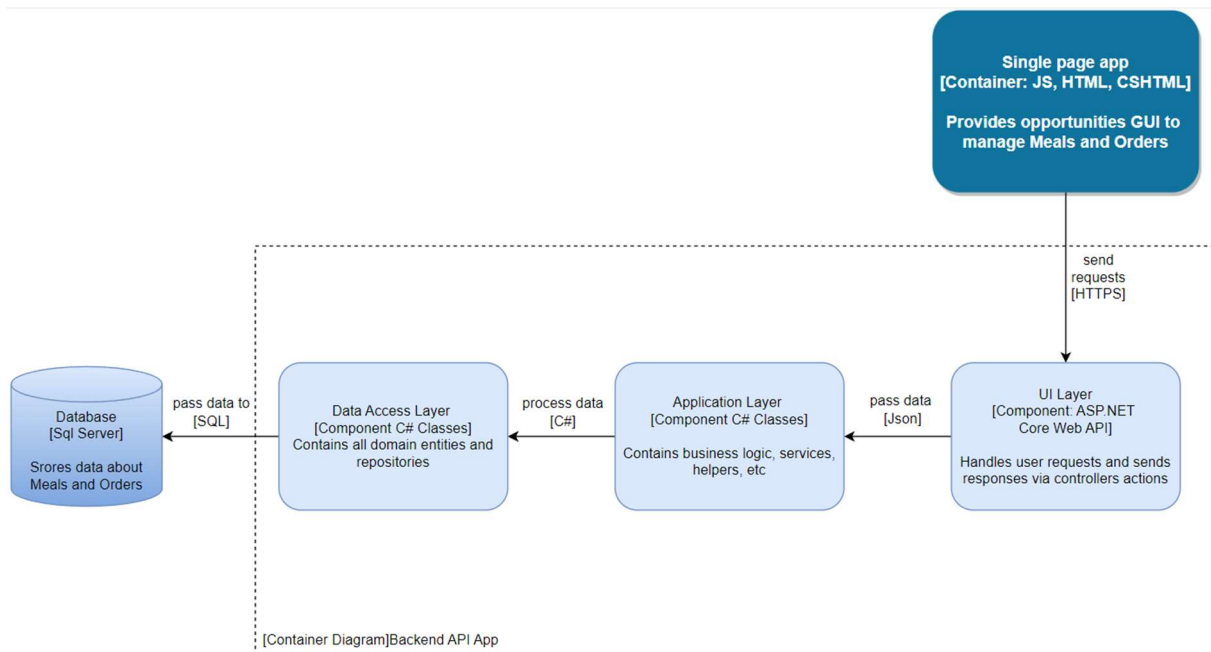 Single page app
[Container: JS, HTML, CSHTML]
Provides opportunities GUI to
manage Meals and Orders
send
requests
[HTTPS]
Database
[Sql Server]
Srores data about
Meals and Orders
pass data to
[SQL]
Data Access Layer
[Component C# Classes]
Contains all domain entities and
repositories
process data
[C#]
Application Layer
[Component C# Classes]
Contains business logic, services,
helpers, etc
pass data
[Json]
UI Layer
[Component: ASP.NET
Core Web API]
Handles user requests and sends
responses via controllers actions
[Container Diagram]Backend API App